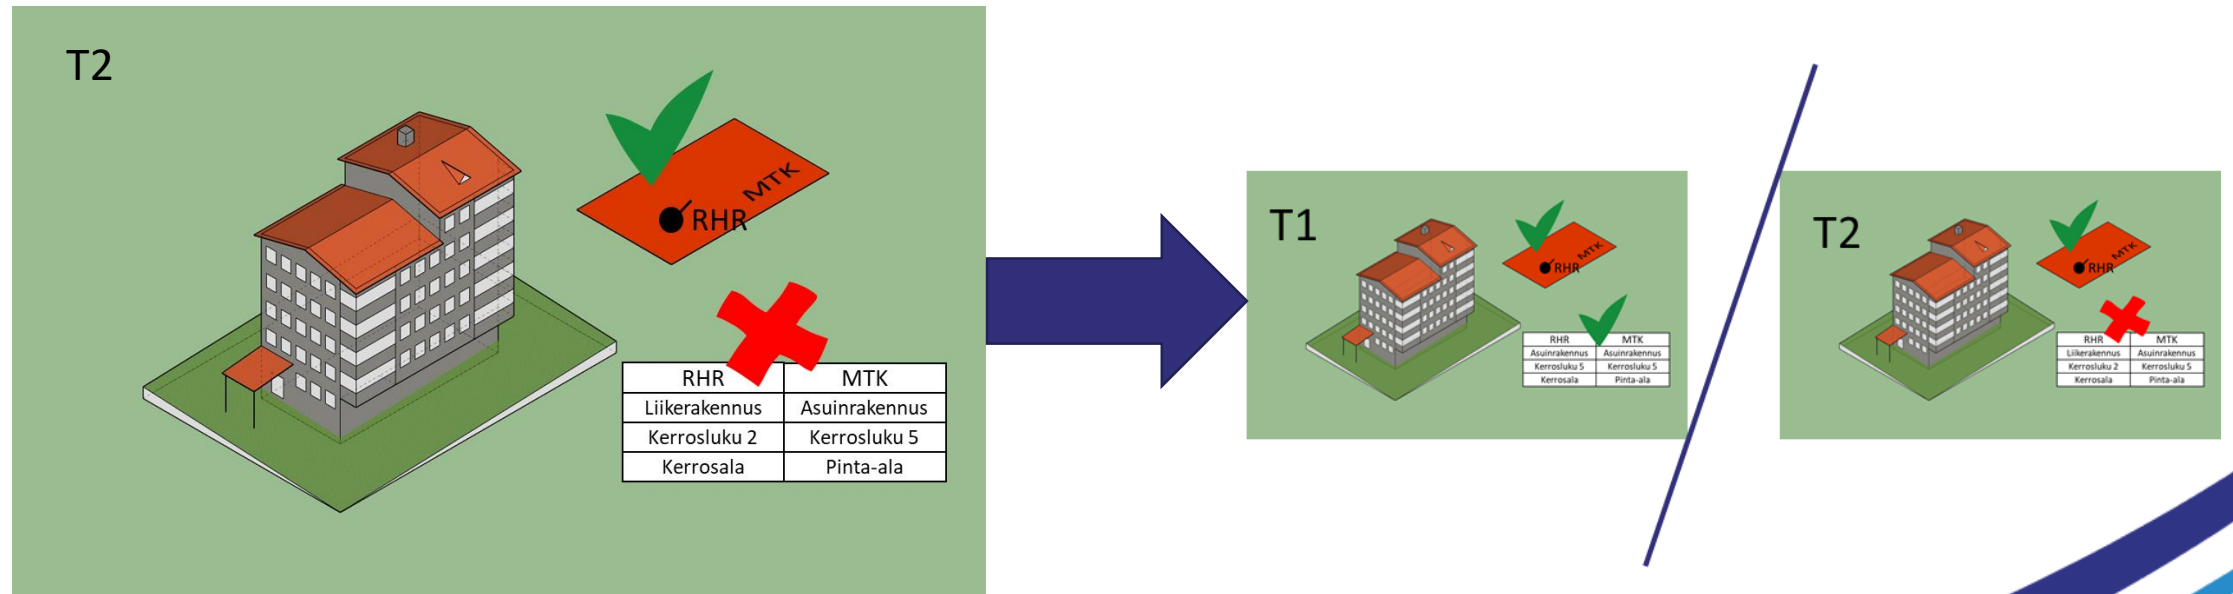 T2
MTK
RHR
RHR MTK
Liikerakennus Asuinrakennus
Kerrosluku 2 Kerrosluku 5
Kerrosala Pinta-ala
T1
MTK
RHR
RHR MTK
Asuinrakennus Asuinrakennus
Kerrosluku 5 Kerrosluku 5
Kerrosala Pinta-ala
T2
MTK
RHR
RHR MTK
Liikerakennus Asuinrakennus
Kerrosluku 2 Kerrosluku 5
Kerrosala Pinta-ala